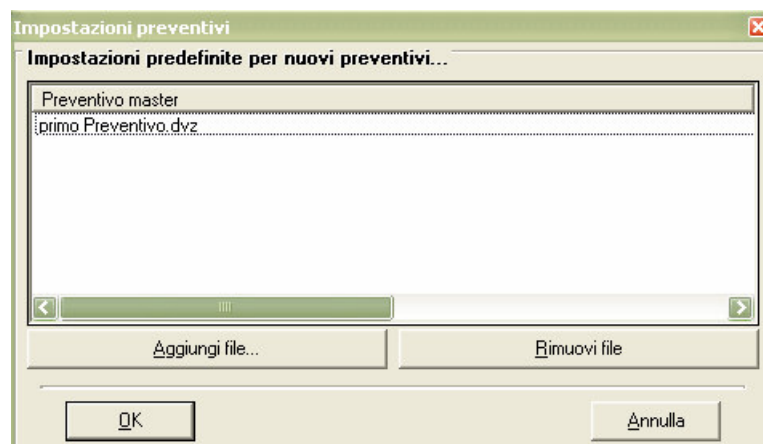 Impostazioni preventivi
Impostazioni predefinite per nuovi preventivi...
Preventivo master
primo Preventivo.dvz
Aggiungi file...
Rimuovi file
OK
Annulla